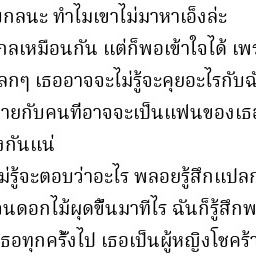 กลนะ ทำไมเขาไม่มาหาเอ็งล่ะ
กลเหมือนกัน แต่ก็พอเข้าใจได้ เพร
ลกๆ เธออาจจะไม่รู้จะคุยอะไรกับฉั
ายกับคนที่อาจจะเป็นแฟนของเธอ
งกันแน่
ม่รู้จะตอบว่าอะไร พลอยรู้สึกแปลก
นดอกไม้ผุดขึ้นมาทีไร ฉันก็รู้สึกพ
เธอทุกครั้งไป เธอเป็นผู้หญิงโชคร้า